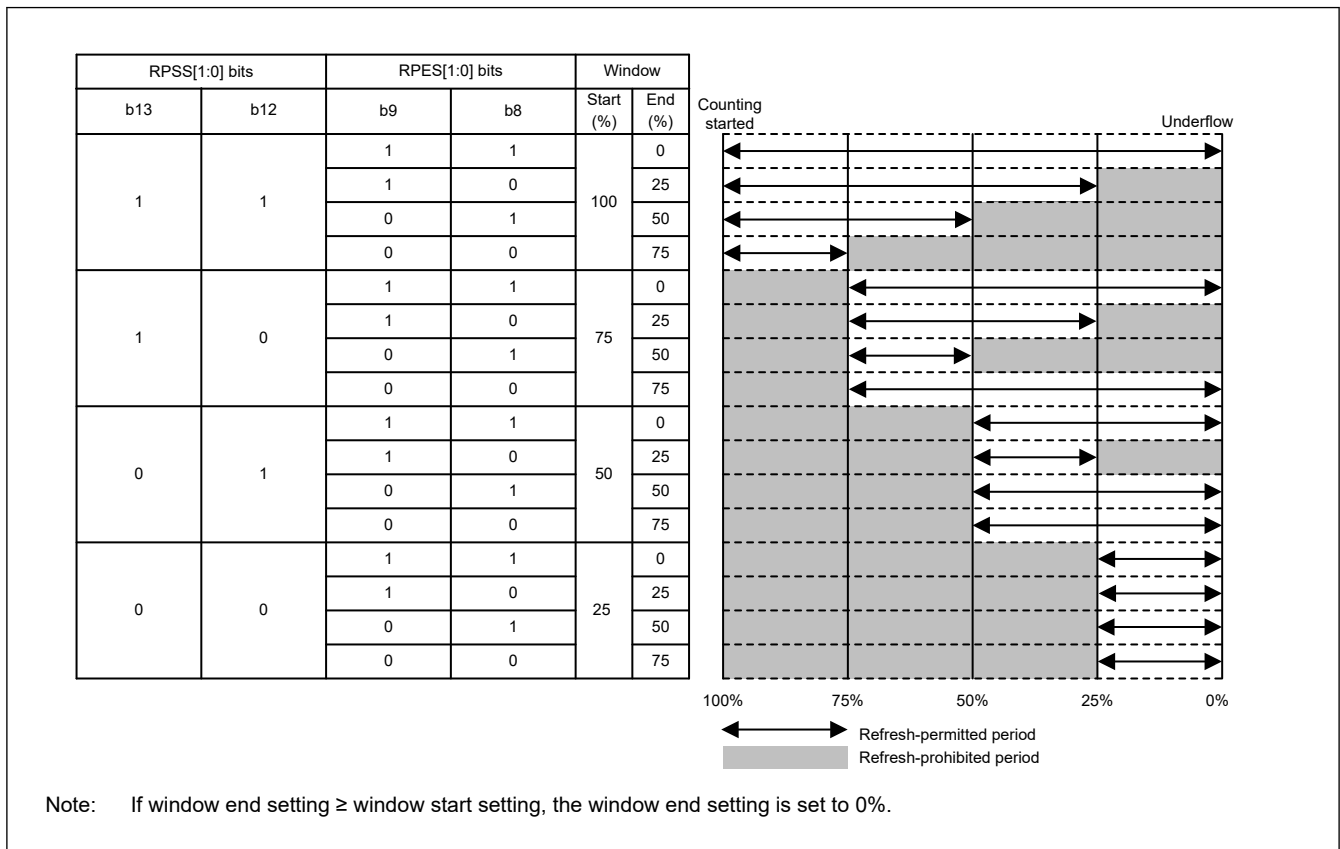 RPSS[1:0] bits RPES[1:0] bits Window
b13 b12 b9 b8 Start (%) End (%)
Counting started Underflow
1 1 0
1 0 25
1 1 100
0 1 50
0 0 75
1 1 0
1 0 25
1 0 75
0 1 50
0 0 75
1 1 0
1 0 25
0 1 50
0 1 50
0 0 75
1 1 0
1 0 25
0 0 25
0 1 50
0 0 75
100% 75% 50% 25% 0%
Refresh-permitted period
Refresh-prohibited period
Note: If window end setting ≥ window start setting, the window end setting is set to 0%.